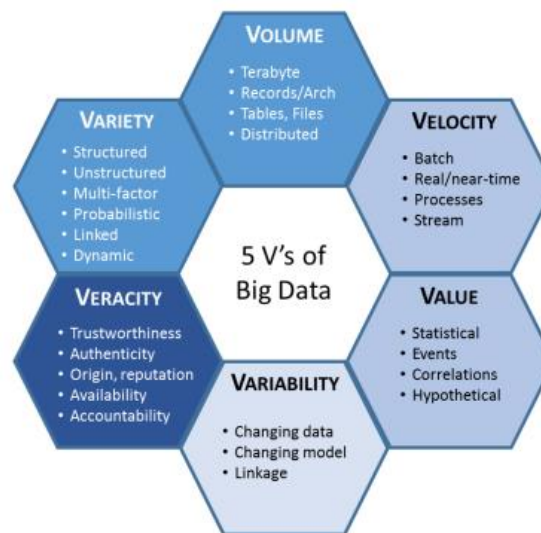 VOLUME
• Terabyte
• Records/Arch
• Tables, Files
• Distributed
VARIETY
• Structured
• Unstructured
• Multi-factor
• Probabilistic
• Linked
• Dynamic
VELOCITY
• Batch
• Real/near-time
• Processes
• Stream
5 V's of
Big Data
VERACITY
• Trustworthiness
• Authenticity
• Origin, reputation
• Availability
• Accountability
VALUE
• Statistical
• Events
• Correlations
• Hypothetical
VARIABILITY
• Changing data
• Changing model
• Linkage